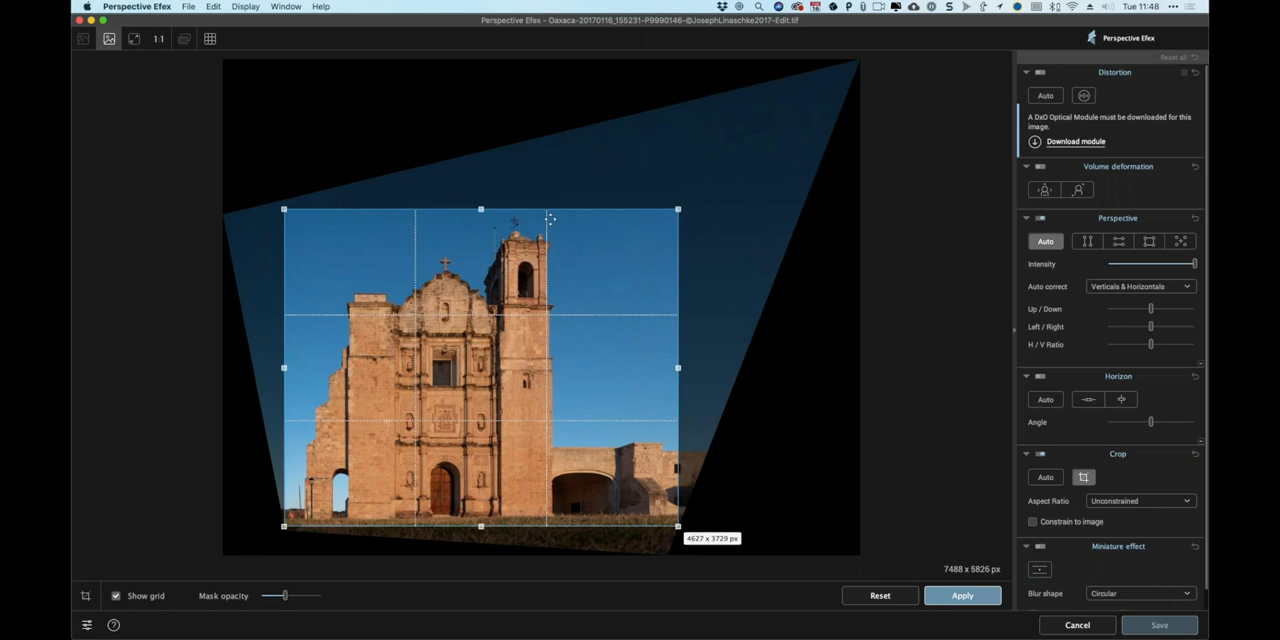 Perspective Efex File Edit Display Window Help
Tue 11:48
Perspective Efex - Oaxaca-20170116_155231-P9990146-©JosephLinaschke2017-Edit.tif
1:1
Perspective Efex
Reset all
Distortion
Auto
A DxO Optical Module must be downloaded for this
image.
Download module
Volume deformation
Perspective
Auto
Intensity
Auto correct Verticals & Horizontals
Up / Down
Left / Right
H / V Ratio
Horizon
Auto
Angle
Crop
Auto
Aspect Ratio Unconstrained
Constrain to image
4627 x 3729 px
Miniature effect
7488 x 5826 px
Blur shape Circular
Show grid Mask opacity Reset Apply
Cancel Save